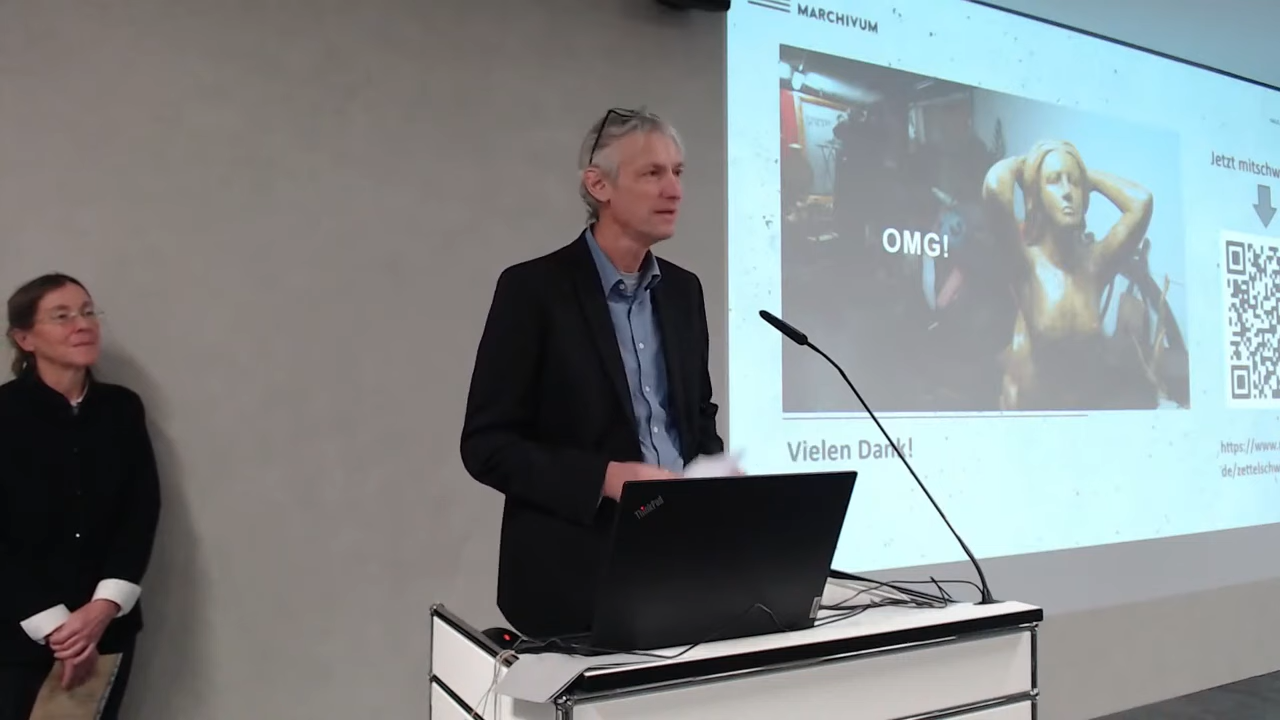 MARCHIVUM
OMG!
Jetzt mitschw
Vielen Dank!
https://www.
de/zettelschw
ThinkPad